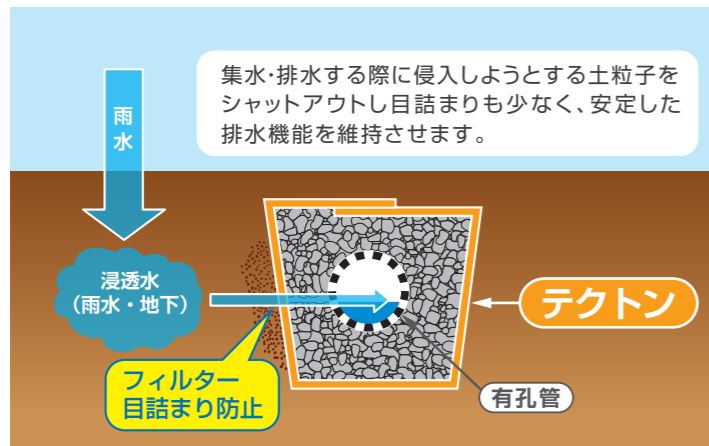 集水・排水する際に侵入しようとする土粒子を
シャットアウトし目詰まりも少なく、安定した
排水機能を維持させます。
雨水
浸透水
（雨水・地下）
テクトン
フィルター
目詰まり防止
有孔管